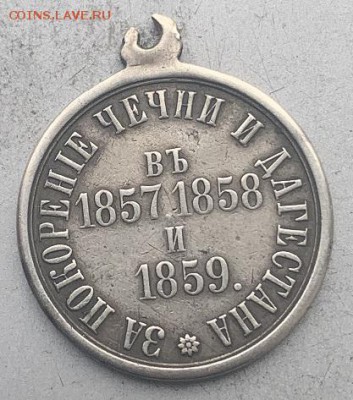 COINS.LAVE.RU
ЗА ПОКОРЕНІЕ ЧЕЧНИ И ДАГЕСТАНА
ВЪ
1857,1858
И
1859.